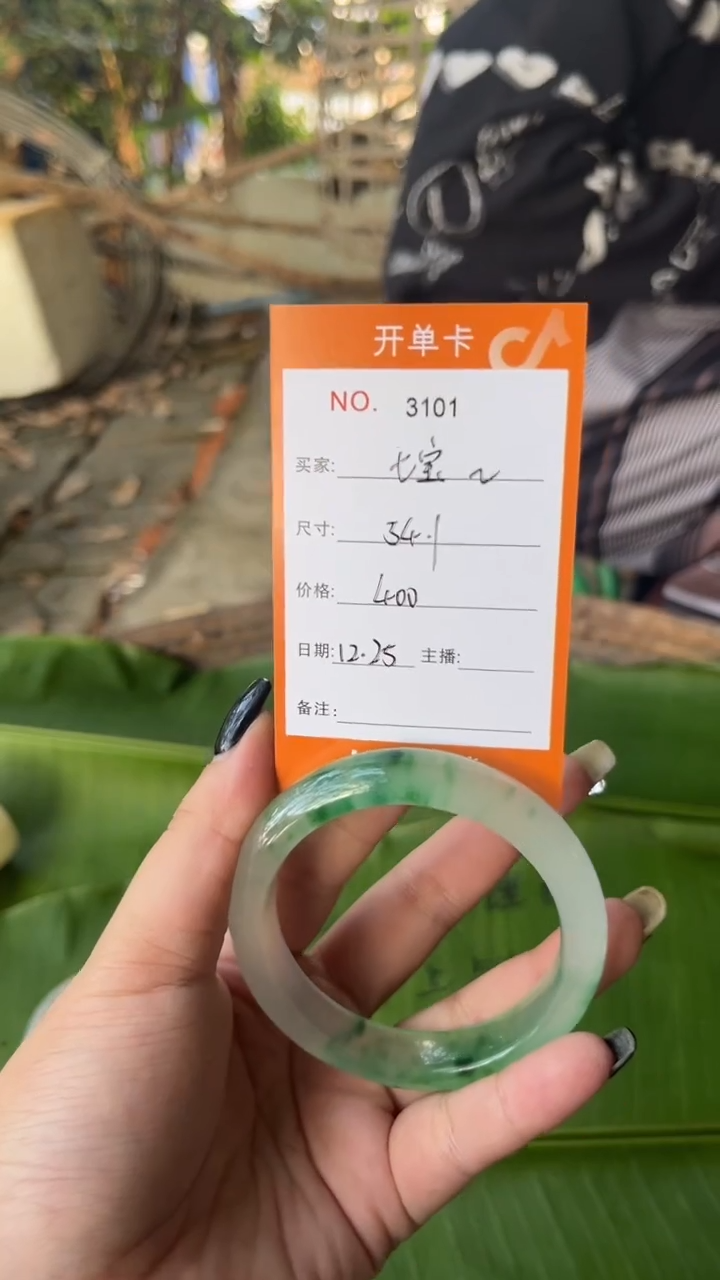 开单卡
NO. 3101
买家: 七宝~
尺寸: 54.1
价格: 400
日期: 12.25 主播:
备注: